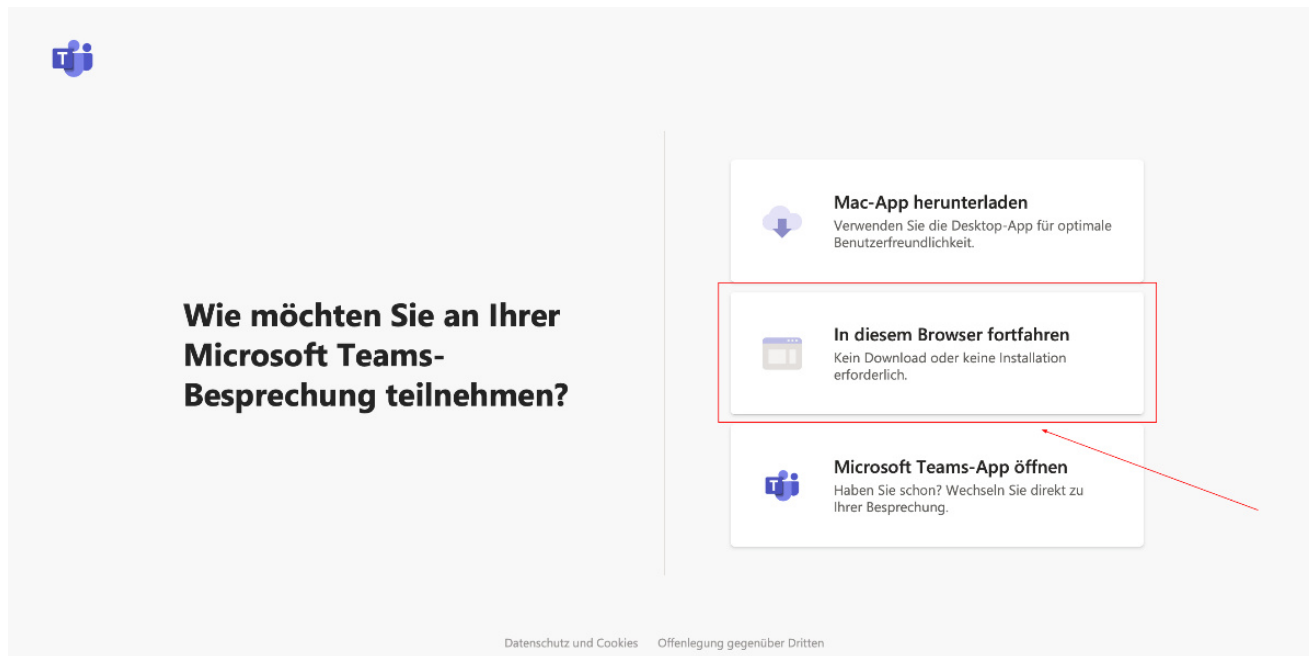 Wie möchten Sie an Ihrer
Microsoft Teams-
Besprechung teilnehmen?
Mac-App herunterladen
Verwenden Sie die Desktop-App für optimale
Benutzerfreundlichkeit.
In diesem Browser fortfahren
Kein Download oder keine Installation
erforderlich.
Microsoft Teams-App öffnen
Haben Sie schon? Wechseln Sie direkt zu
Ihrer Besprechung.
Datenschutz und Cookies Offenlegung gegenüber Dritten